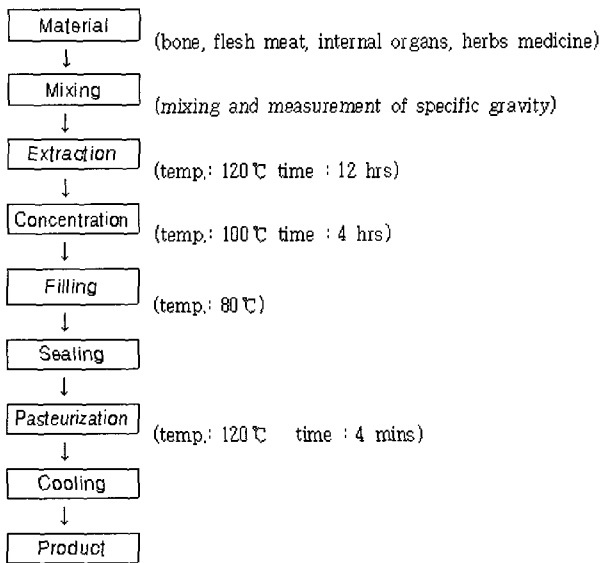 Material
(bone, flesh meat, internal organs, herbs medicine)
↓
Mixing
(mixing and measurement of specific gravity)
↓
Extraction
(temp.: 120℃ time : 12 hrs)
↓
Concentration
(temp.: 100℃ time : 4 hrs)
↓
Filling
(temp.: 80℃)
↓
Sealing
↓
Pasteurization
(temp.: 120℃ time : 4 mins)
↓
Cooling
↓
Product